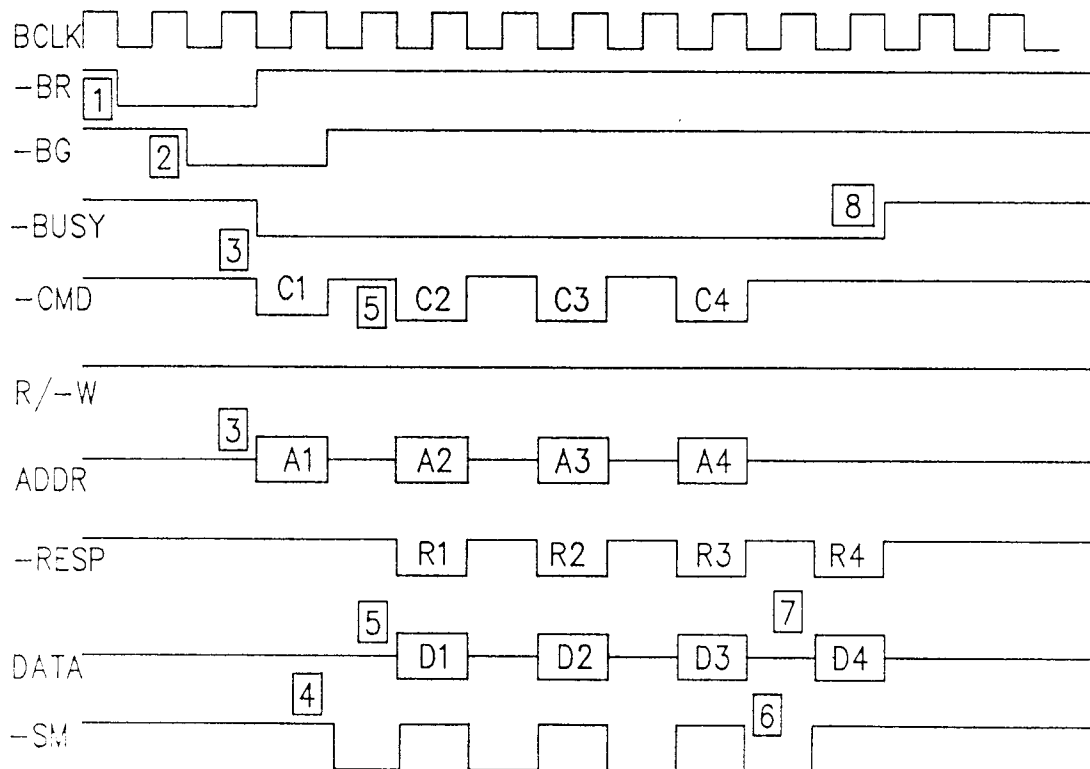 BCLK
-BR
1
-BG
2
-BUSY
8
3
-CMD
C1
5
C2
C3
C4
R/-W
3
ADDR
A1
A2
A3
A4
-RESP
R1
R2
R3
R4
5
7
DATA
D1
D2
D3
D4
4
6
-SM